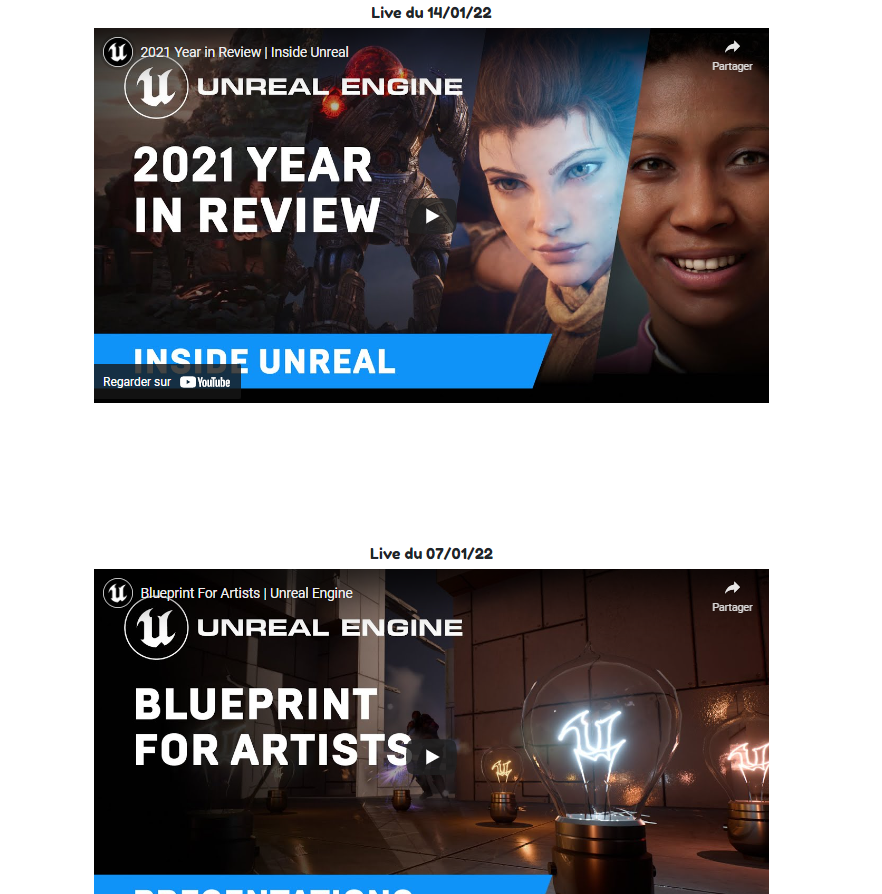 Live du 14/01/22
2021 Year in Review | Inside Unreal
Partager
UNREAL ENGINE
2021 YEAR
IN REVIEW
INSIDE UNREAL
Regarder sur YouTube
Live du 07/01/22
Blueprint For Artists | Unreal Engine
Partager
UNREAL ENGINE
BLUEPRINT
FOR ARTISTS
PRESENTATIONS